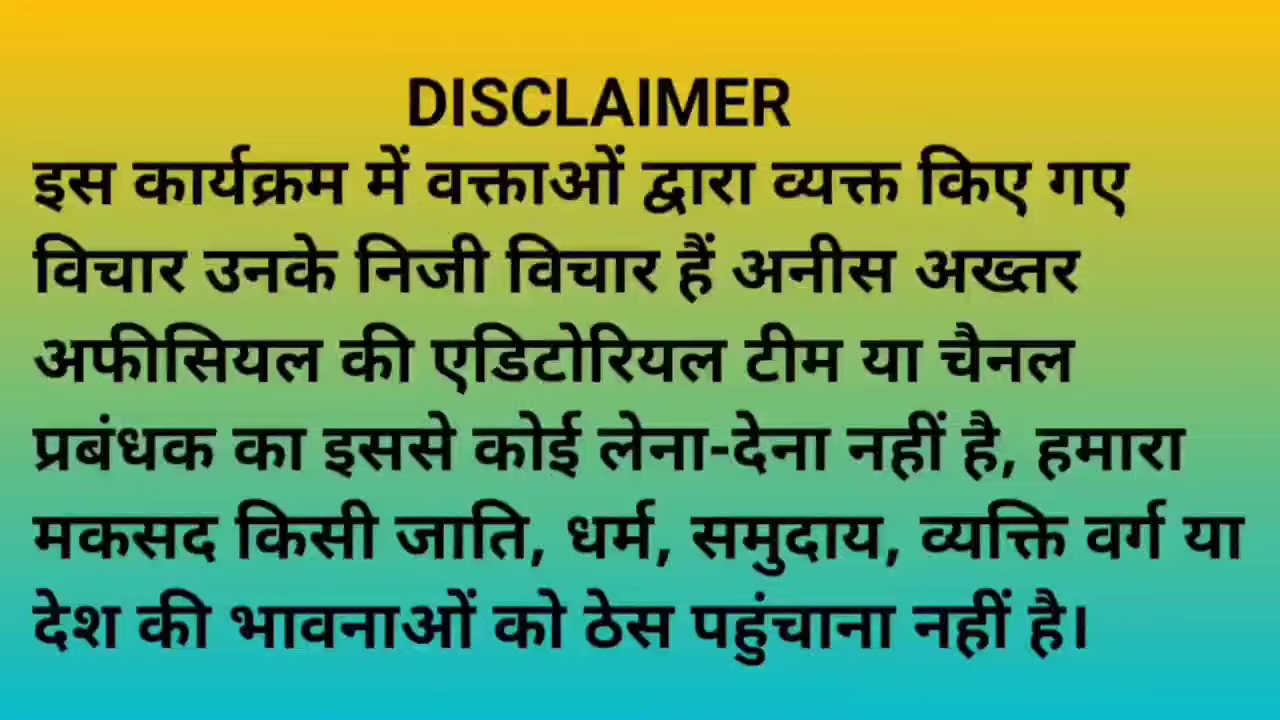 DISCLAIMER
इस कार्यक्रम में वक्ताओं द्वारा व्यक्त किए गए
विचार उनके निजी विचार हैं अनीस अख्तर
अफीसियल की एडिटोरियल टीम या चैनल
प्रबंधक का इससे कोई लेना-देना नहीं है, हमारा
मकसद किसी जाति, धर्म, समुदाय, व्यक्ति वर्ग या
देश की भावनाओं को ठेस पहुंचाना नहीं है।